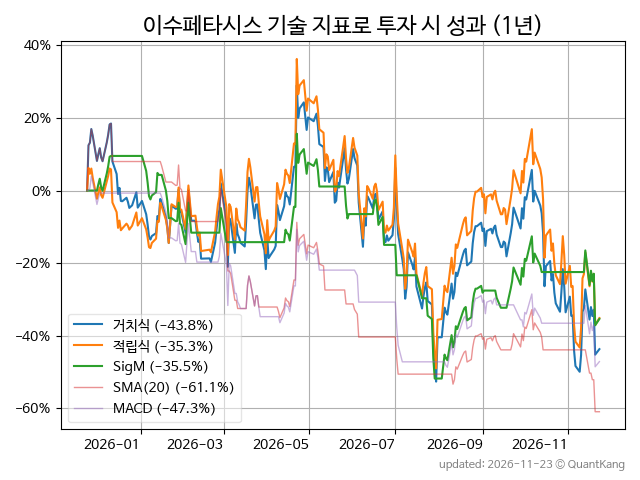 이수페타시스 기술 지표로 투자 시 성과 (1년)
40%
20%
0%
−20%
−40%
−60%
거치식 (−43.8%)
적립식 (−35.3%)
SigM (−35.5%)
SMA(20) (−61.1%)
MACD (−47.3%)
2026-01 2026-03 2026-05 2026-07 2026-09 2026-11
updated: 2026-11-23 ⓒ QuantKang